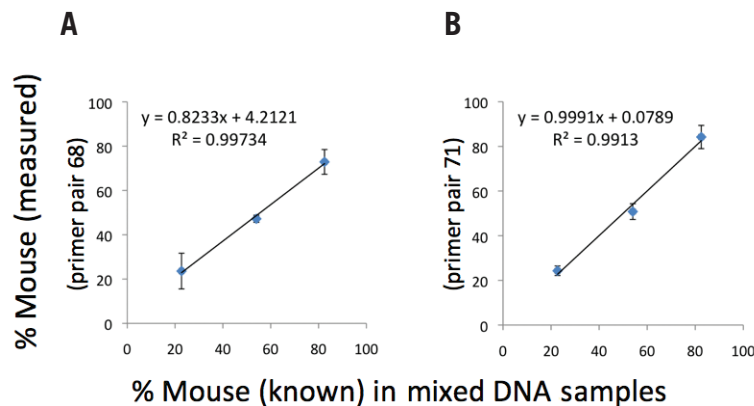 A
B
% Mouse (measured)
(primer pair 68)
100
80
60
40
20
0
y = 0.8233x + 4.2121
R² = 0.99734
0 20 40 60 80 100
(primer pair 71)
100
80
60
40
20
0
y = 0.9991x + 0.0789
R² = 0.9913
0 20 40 60 80 100
% Mouse (known) in mixed DNA samples